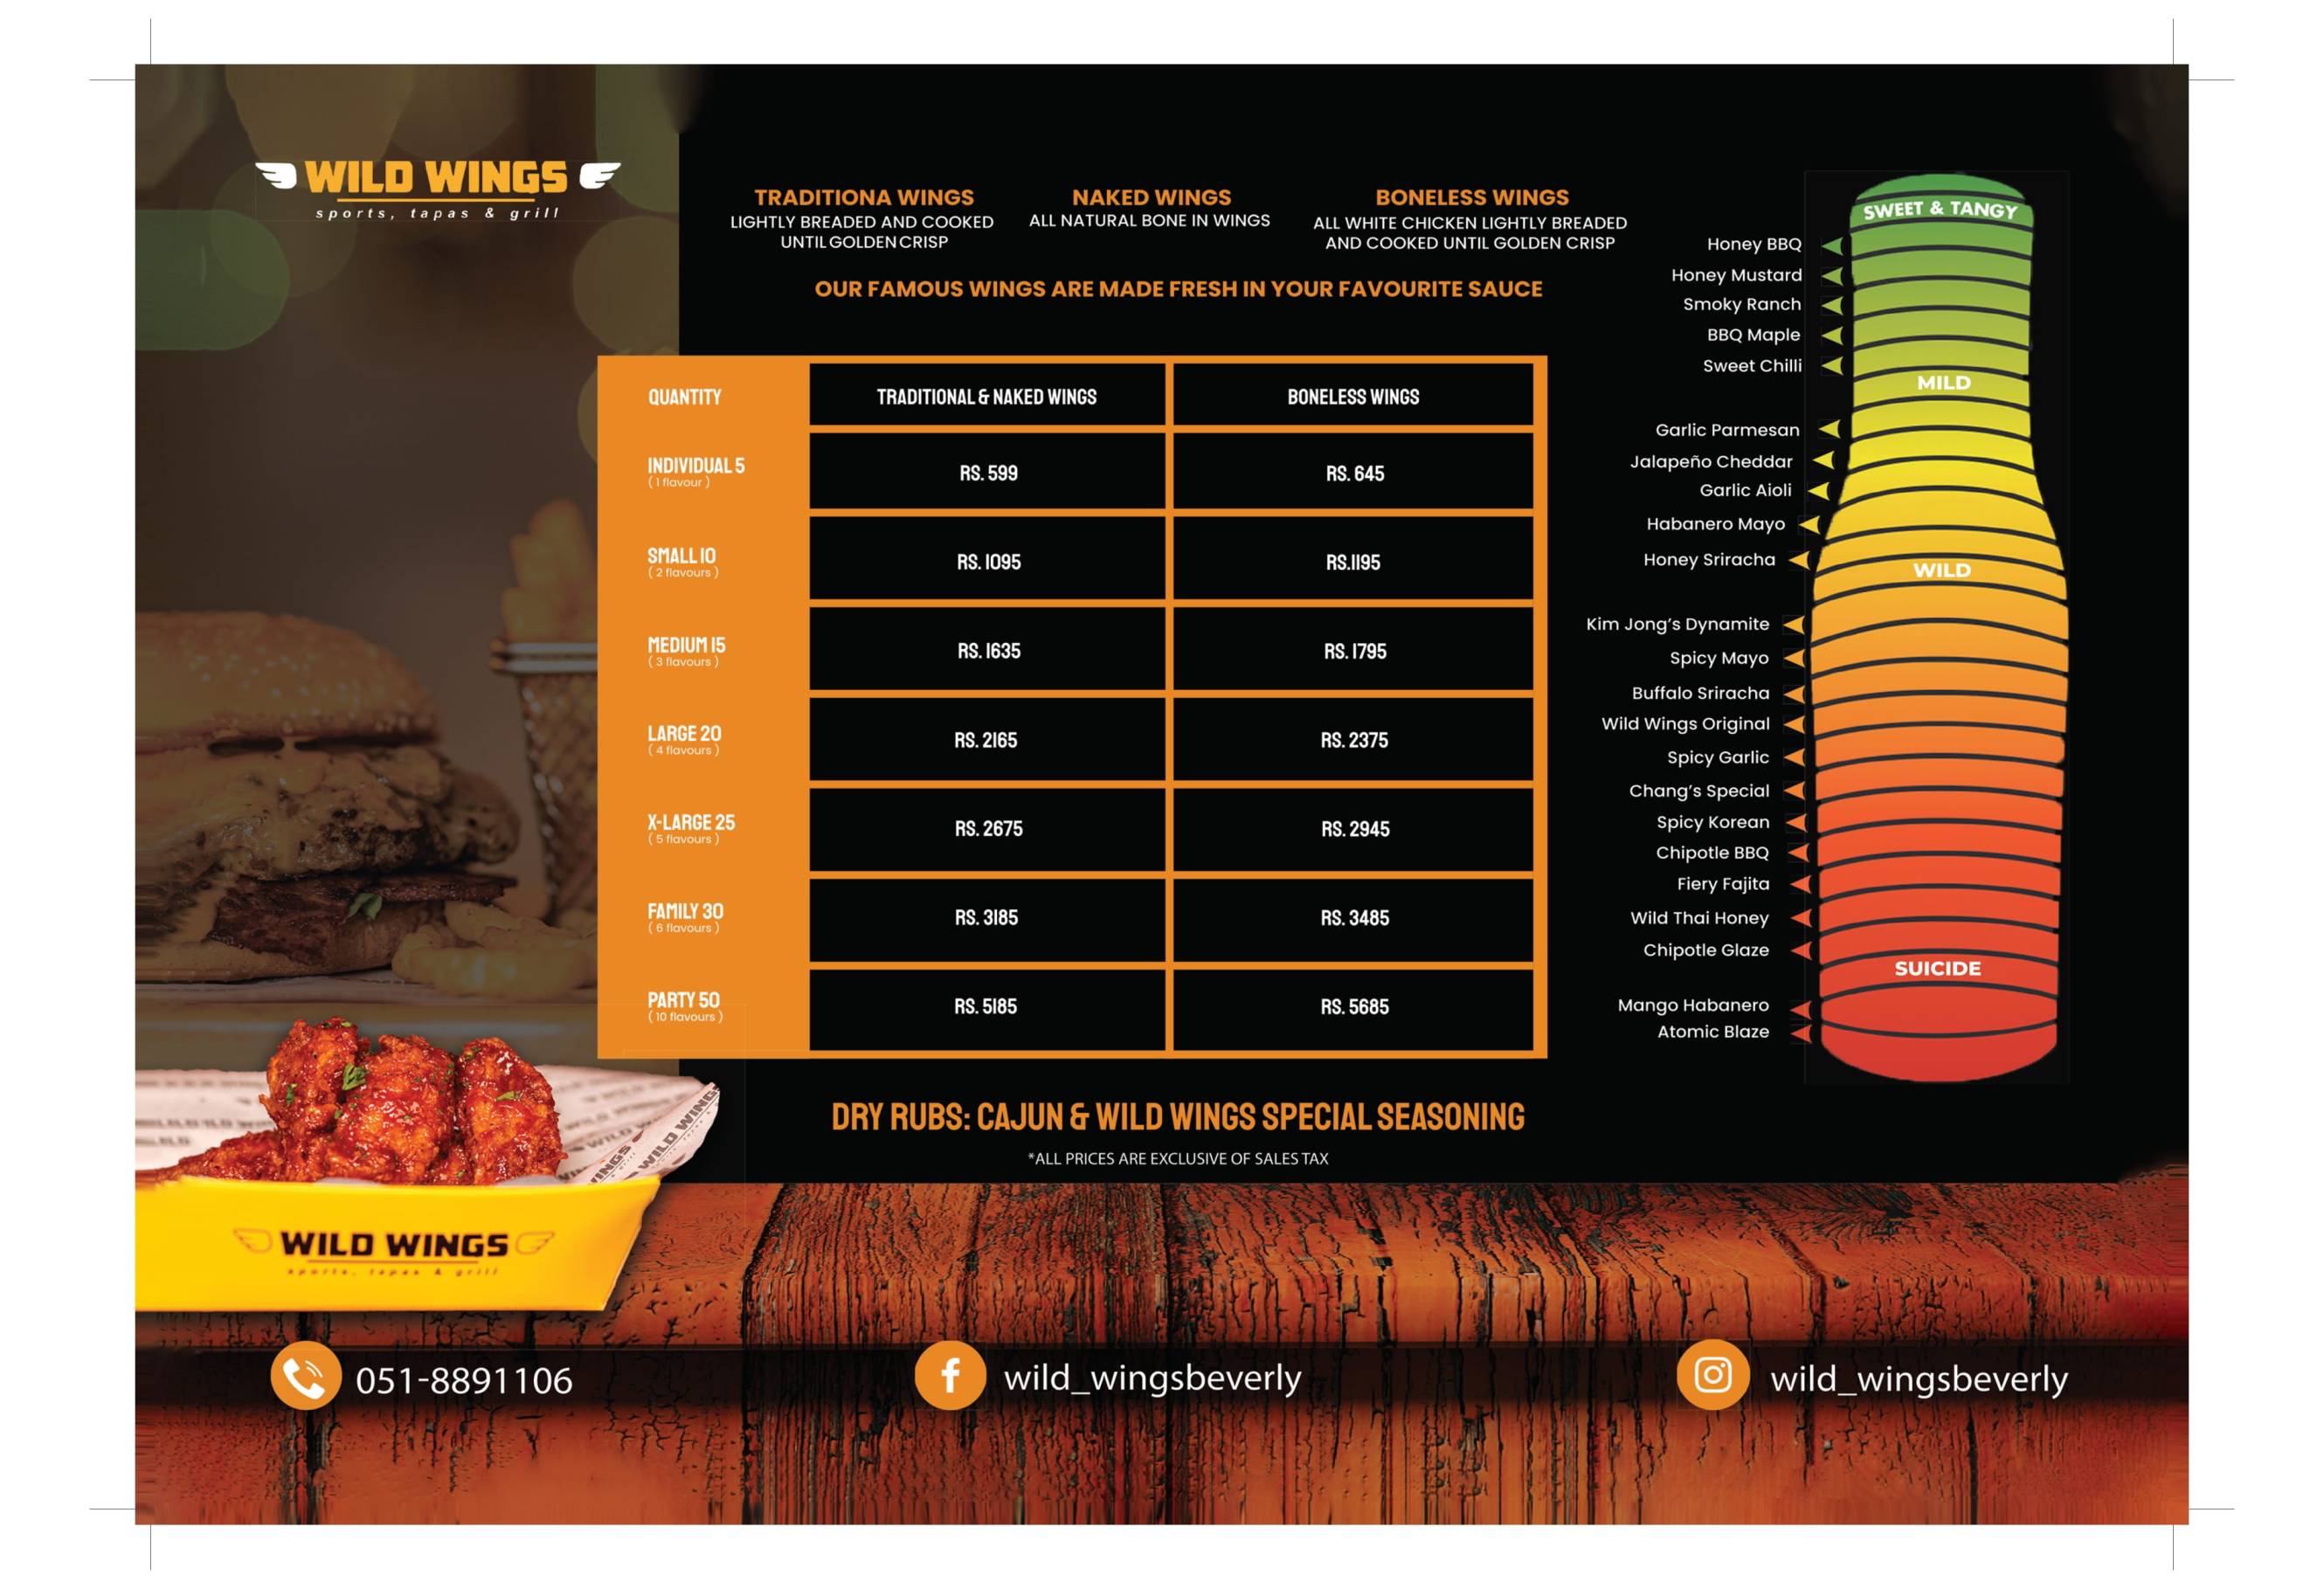 WILD WINGS
sports, tapas & grill
TRADITIONA WINGS
LIGHTLY BREADED AND COOKED
UNTIL GOLDEN CRISP
NAKED WINGS
ALL NATURAL BONE IN WINGS
BONELESS WINGS
ALL WHITE CHICKEN LIGHTLY BREADED
AND COOKED UNTIL GOLDEN CRISP
OUR FAMOUS WINGS ARE MADE FRESH IN YOUR FAVOURITE SAUCE
QUANTITY TRADITIONAL & NAKED WINGS BONELESS WINGS
INDIVIDUAL 5 RS. 599 RS. 645
( 1 flavour )
SMALL 10 RS. 1095 RS.1195
( 2 flavours )
MEDIUM 15 RS. 1635 RS. 1795
( 3 flavours )
LARGE 20 RS. 2165 RS. 2375
( 4 flavours )
X-LARGE 25 RS. 2675 RS. 2945
( 5 flavours )
FAMILY 30 RS. 3185 RS. 3485
( 6 flavours )
PARTY 50 RS. 5185 RS. 5685
( 10 flavours )
SWEET & TANGY
Honey BBQ
Honey Mustard
Smoky Ranch
BBQ Maple
Sweet Chilli
MILD
Garlic Parmesan
Jalapeño Cheddar
Garlic Aioli
Habanero Mayo
Honey Sriracha
WILD
Kim Jong's Dynamite
Spicy Mayo
Buffalo Sriracha
Wild Wings Original
Spicy Garlic
Chang's Special
Spicy Korean
Chipotle BBQ
Fiery Fajita
Wild Thai Honey
Chipotle Glaze
SUICIDE
Mango Habanero
Atomic Blaze
DRY RUBS: CAJUN & WILD WINGS SPECIAL SEASONING
*ALL PRICES ARE EXCLUSIVE OF SALES TAX
WILD WING
WINGS
WILD WINGS
sports, tapas & grill
051-8891106
wild_wingsbeverly
wild_wingsbeverly